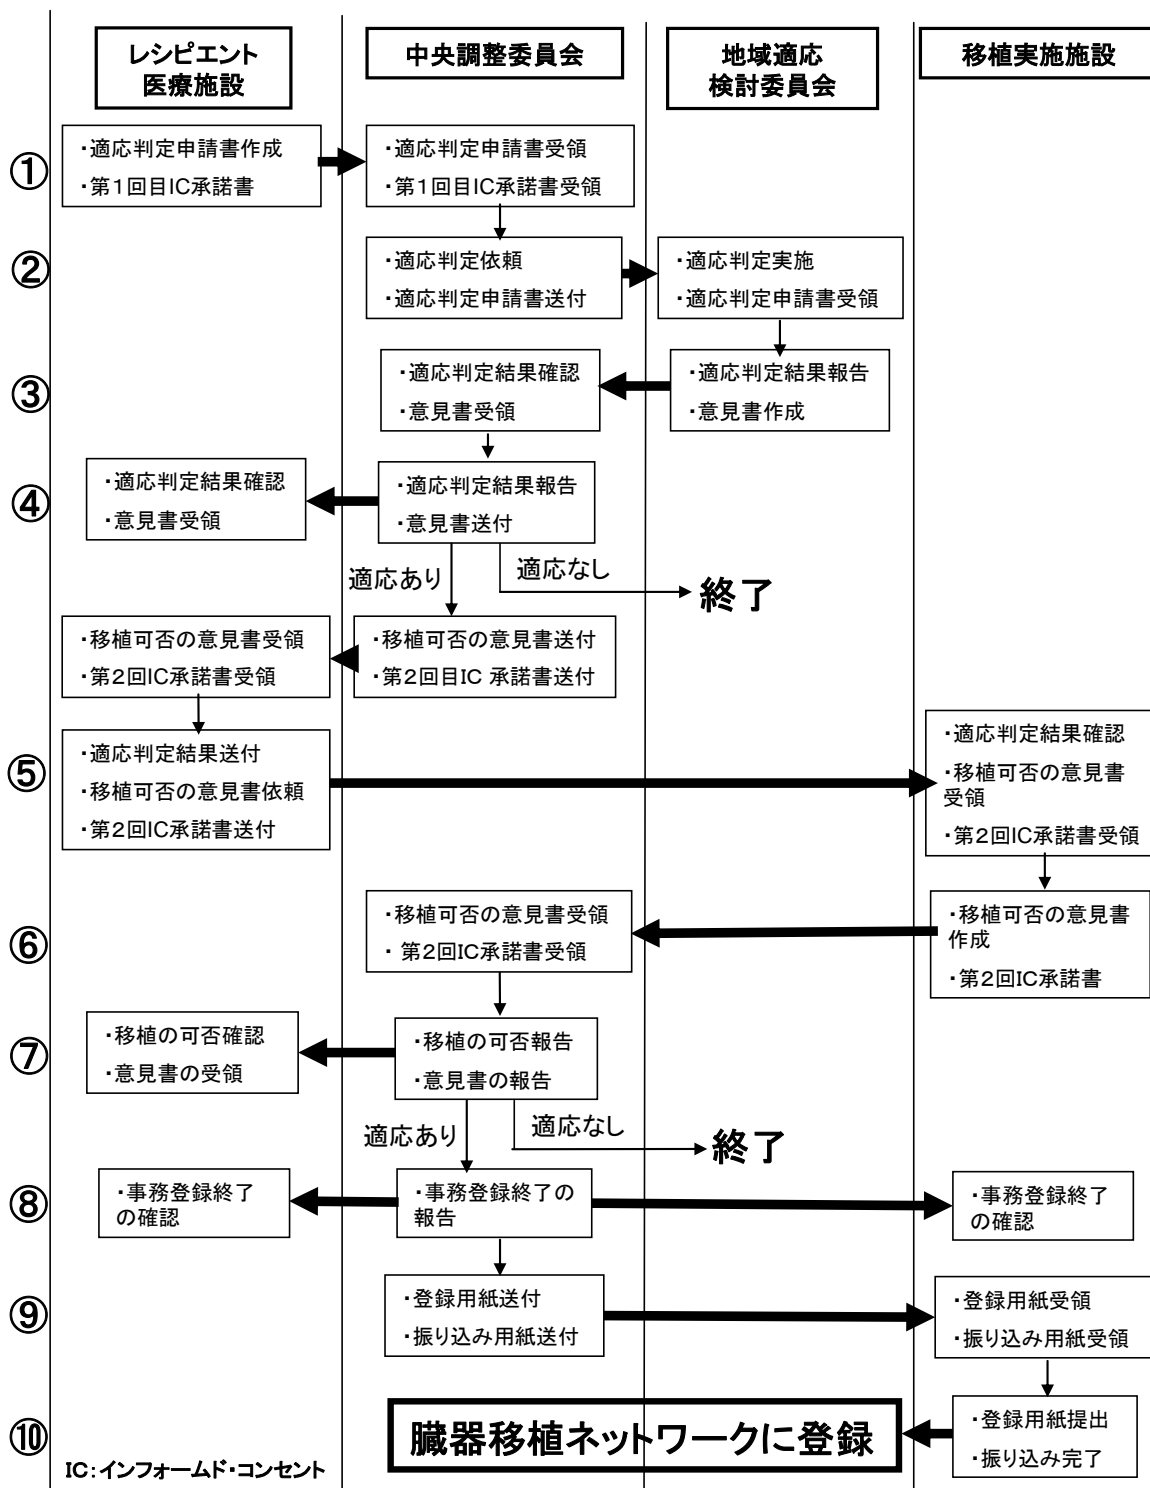 レシピエント
医療施設
中央調整委員会
地域適応
検討委員会
移植実施施設
①
・適応判定申請書作成
・第１回目IC承諾書
・適応判定申請書受領
・第１回目IC承諾書受領
②
・適応判定依頼
・適応判定申請書送付
・適応判定実施
・適応判定申請書受領
③
・適応判定結果確認
・意見書受領
・適応判定結果報告
・意見書作成
④
・適応判定結果確認
・意見書受領
・適応判定結果報告
・意見書送付
適応あり
適応なし
終了
・移植可否の意見書受領
・第２回IC承諾書受領
・移植可否の意見書送付
・第２回目IC 承諾書送付
⑤
・適応判定結果送付
・移植可否の意見書依頼
・第２回IC承諾書送付
・適応判定結果確認
・移植可否の意見書
受領
・第２回IC承諾書受領
⑥
・移植可否の意見書受領
・ 第２回IC承諾書受領
・移植可否の意見書
作成
・第２回IC承諾書
⑦
・移植の可否確認
・意見書の受領
・移植の可否報告
・意見書の報告
適応あり
適応なし
終了
⑧
・事務登録終了
の確認
・事務登録終了の
報告
・事務登録終了
の確認
⑨
・登録用紙送付
・振り込み用紙送付
・登録用紙受領
・振り込み用紙受領
⑩
臓器移植ネットワークに登録
・登録用紙提出
・振り込み完了
IC：インフォームド・コンセント